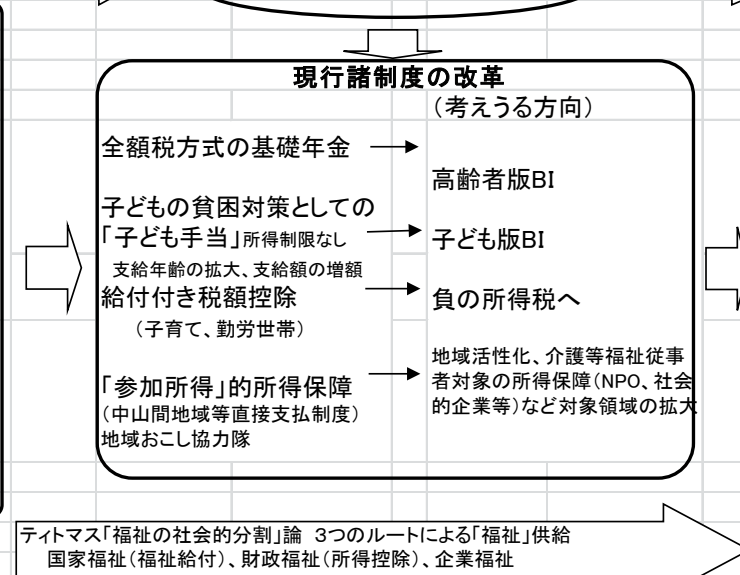 現行諸制度の改革
(考えうる方向)
全額税方式の基礎年金
高齢者版BI
子どもの貧困対策としての
「子ども手当」所得制限なし
子ども版BI
支給年齢の拡大、支給額の増額
給付付き税額控除
負の所得税へ
(子育て、勤労世帯)
「参加所得」的所得保障
(中山間地域等直接支払制度)
地域おこし協力隊
地域活性化、介護等福祉従事
者対象の所得保障(NPO、社会
的企業等)など対象領域の拡大
ティトマス「福祉の社会的分割」論 3つのルートによる「福祉」供給
国家福祉(福祉給付)、財政福祉(所得控除)、企業福祉